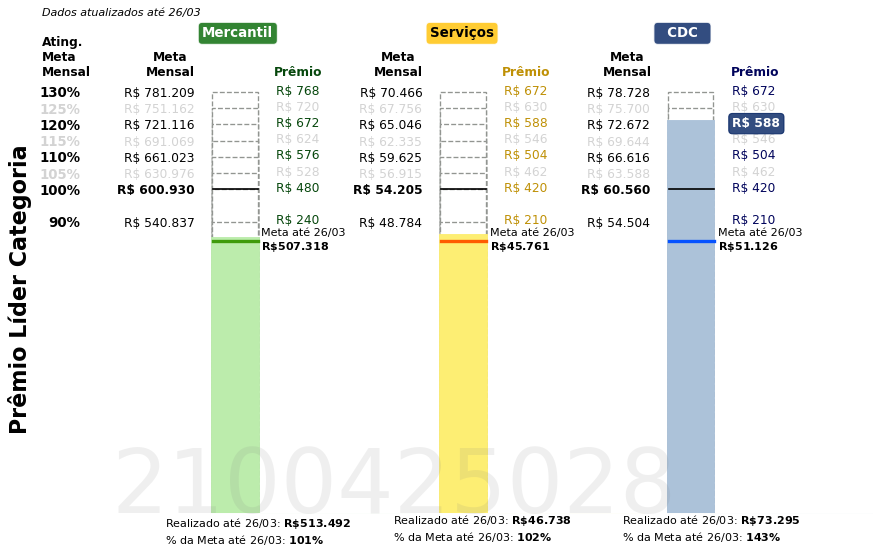 Dados atualizados até 26/03
Mercantil Serviços CDC
Ating. Meta Mensal
Meta Mensal Prêmio Meta Mensal Prêmio Meta Mensal Prêmio
130% R$ 781.209 R$ 768 R$ 70.466 R$ 672 R$ 78.728 R$ 672
125% R$ 751.162 R$ 720 R$ 67.756 R$ 630 R$ 75.700 R$ 630
120% R$ 721.116 R$ 672 R$ 65.046 R$ 588 R$ 72.672 R$ 588
115% R$ 691.069 R$ 624 R$ 62.335 R$ 546 R$ 69.644 R$ 546
110% R$ 661.023 R$ 576 R$ 59.625 R$ 504 R$ 66.616 R$ 504
105% R$ 630.976 R$ 528 R$ 56.915 R$ 462 R$ 63.588 R$ 462
100% R$ 600.930 R$ 480 R$ 54.205 R$ 420 R$ 60.560 R$ 420
90% R$ 540.837 R$ 240 R$ 48.784 R$ 210 R$ 54.504 R$ 210
Meta até 26/03 Meta até 26/03 Meta até 26/03
R$507.318 R$45.761 R$51.126
Prêmio Líder Categoria
2100425028
Realizado até 26/03: R$513.492 Realizado até 26/03: R$46.738 Realizado até 26/03: R$73.295
% da Meta até 26/03: 101% % da Meta até 26/03: 102% % da Meta até 26/03: 143%